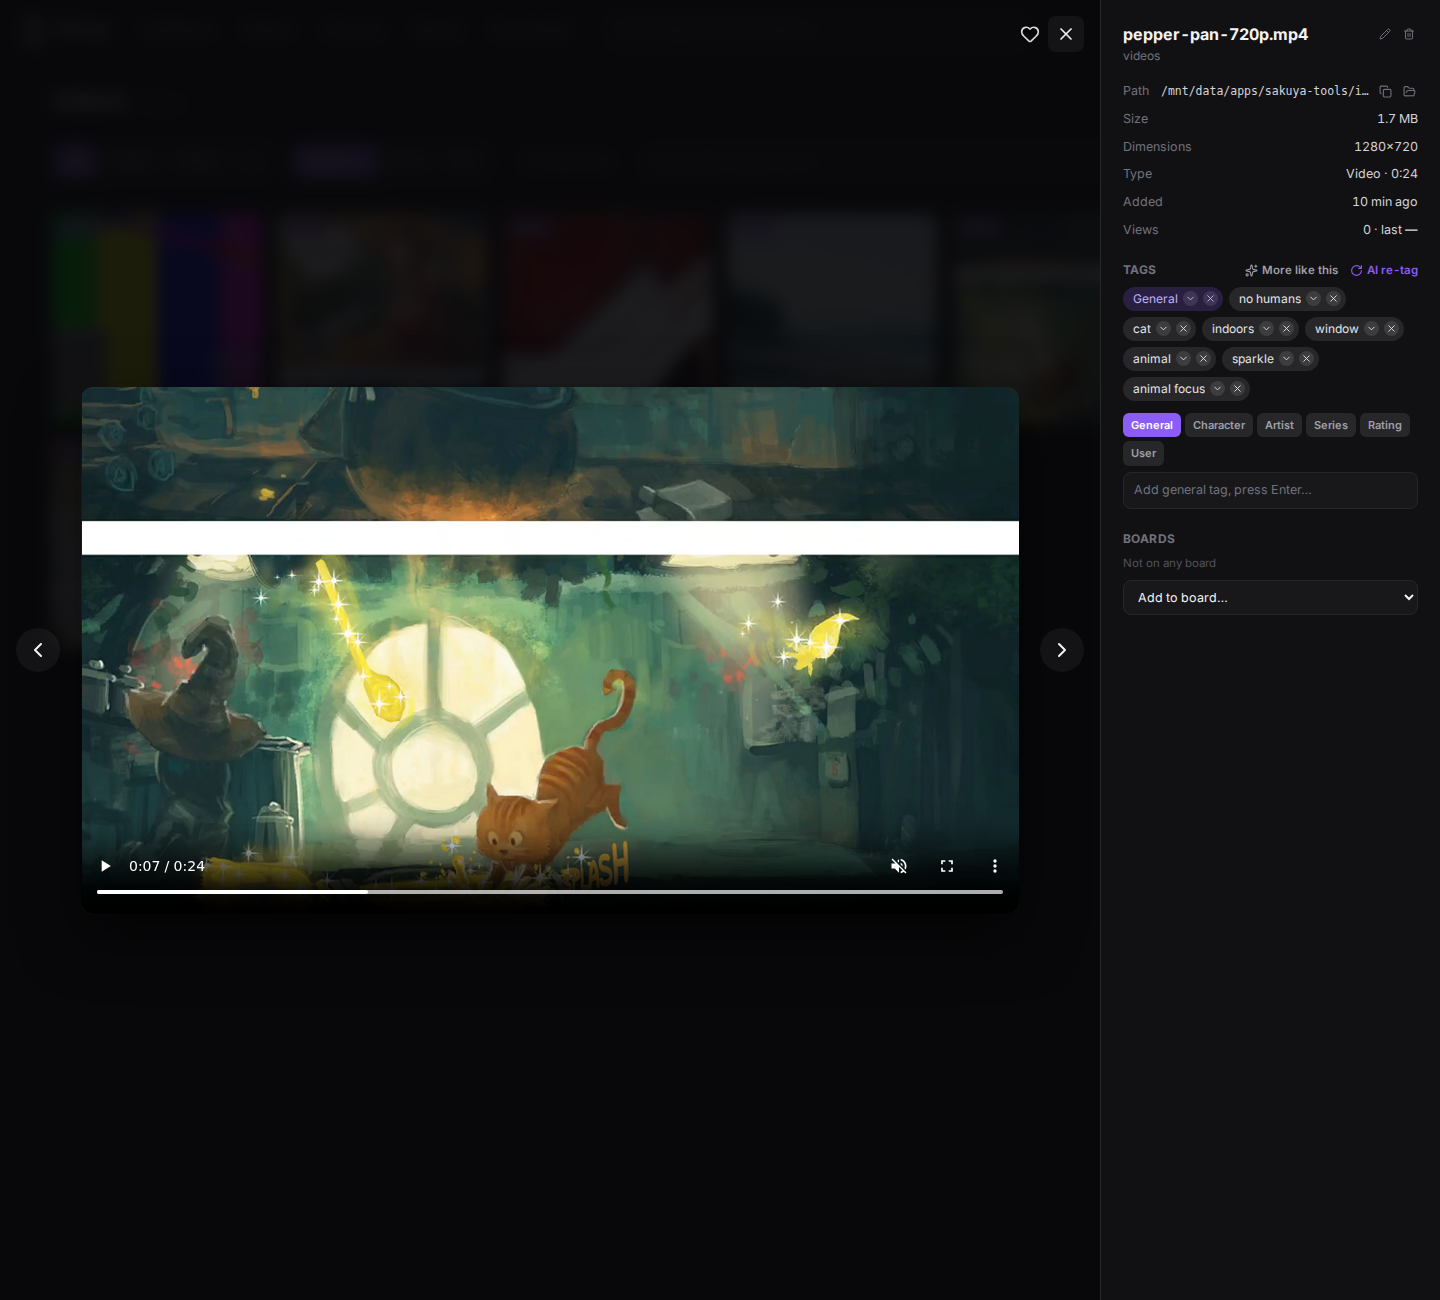 pepper-pan-720p.mp4
videos
Path /mnt/data/apps/sakuya-tools/i…
Size 1.7 MB
Dimensions 1280×720
Type Video · 0:24
Added 10 min ago
Views 0 · last —
TAGS More like this AI re-tag
General no humans
cat indoors window
animal sparkle
animal focus
General Character Artist Series Rating
User
Add general tag, press Enter...
BOARDS
Not on any board
Add to board...
0:07 / 0:24